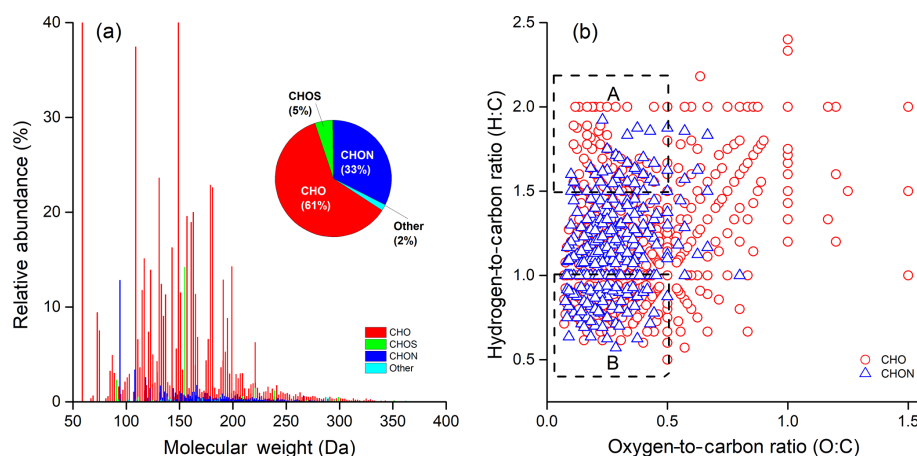 (a)
40
30
20
10
0
Relative abundance (%)
50 100 150 200 250 300 350 400
Molecular weight (Da)
CHOS
(5%)
CHON
(33%)
CHO
(61%)
Other
(2%)
CHO
CHOS
CHON
Other
(b)
2.0
1.5
1.0
0.5
Hydrogen-to-carbon ratio (H:C)
A
B
0.0 0.5 1.0 1.5
Oxygen-to-carbon ratio (O:C)
CHO
CHON